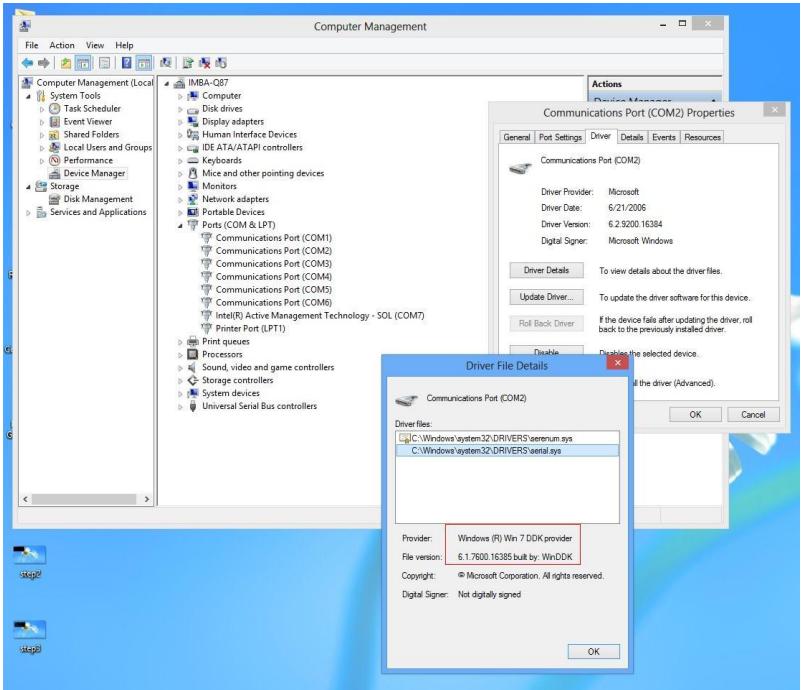 Computer Management
File Action View Help
Computer Management (Local
System Tools
Task Scheduler
Event Viewer
Shared Folders
Local Users and Groups
Performance
Device Manager
Storage
Disk Management
Services and Applications
IMBA-Q87
Computer
Disk drives
Display adapters
Human Interface Devices
IDE ATA/ATAPI controllers
Keyboards
Mice and other pointing devices
Monitors
Network adapters
Portable Devices
Ports (COM & LPT)
Communications Port (COM1)
Communications Port (COM2)
Communications Port (COM3)
Communications Port (COM4)
Communications Port (COM5)
Communications Port (COM6)
Intel(R) Active Management Technology - SOL (COM7)
Printer Port (LPT1)
Print queues
Processors
Sound, video and game controllers
Storage controllers
System devices
Universal Serial Bus controllers
Actions
Device Manager
Communications Port (COM2) Properties
General Port Settings Driver Details Events Resources
Communications Port (COM2)
Driver Provider: Microsoft
Driver Date: 6/21/2006
Driver Version: 6.2.9200.16384
Digital Signer: Microsoft Windows
Driver Details To view details about the driver files.
Update Driver... To update the driver software for this device.
Roll Back Driver If the device fails after updating the driver, roll
back to the previously installed driver.
Disable Disables the selected device.
the driver (Advanced).
OK Cancel
Driver File Details
Communications Port (COM2)
Driver files:
C:\Windows\system32\DRIVERS\serenum.sys
C:\Windows\system32\DRIVERS\serial.sys
Provider: Windows (R) Win 7 DDK provider
File version: 6.1.7600.16385 built by: WinDDK
Copyright: © Microsoft Corporation. All rights reserved.
Digital Signer: Not digitally signed
OK
step2
step3